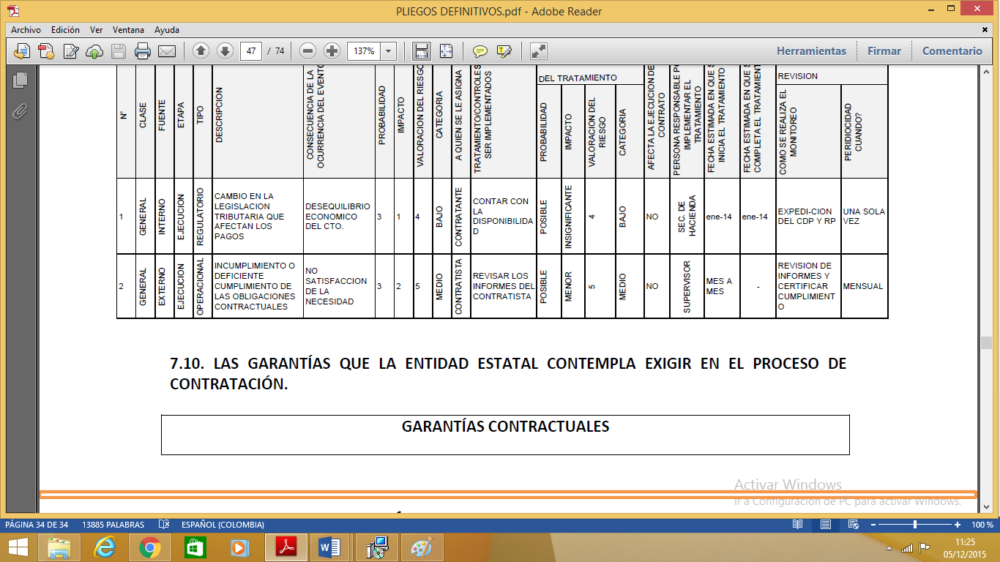 PLIEGOS DEFINITIVOS.pdf - Adobe Reader
Archivo Edición Ver Ventana Ayuda
47 / 74 137% Herramientas Firmar Comentario
DEL TRATAMIENTO
REVISION
N°
CLASE
FUENTE
ETAPA
TIPO
DESCRIPCION
CONSECUENCIA DE LA
OCURRENCIA DEL EVENTO
PROBABILIDAD
IMPACTO
VALORACION DEL RIESGO
CATEGORIA
A QUIEN SE LE ASIGNA
TRATAMIENTO/CONTROLES
SER IMPLEMENTADOS
PROBABILIDAD
IMPACTO
VALORACION DEL
RIESGO
CATEGORIA
AFECTA LA EJECUCION DE
CONTRATO
PERSONA RESPONSABLE
IMPLEMENTAR EL
TRATAMIENTO
FECHA ESTIMADA EN QUE
INICIA EL TRATAMIENTO
FECHA ESTIMADA EN QUE
COMPLETA EL TRATAMIENT
COMO SE REALIZA EL
MONITOREO
PERIDIOCIDAD
CUANDO?
1
GENERAL
INTERNO
EJECUCION
REGULATORIO
CAMBIO EN LA
LEGISLACION
TRIBUTARIA QUE
AFECTAN LOS
PAGOS
DESEQUILIBRIO
ECONOMICO
DEL CTO.
3
1
4
BAJO
CONTRATANTE
CONTAR CON
LA
DISPONIBILIDA
D
POSIBLE
INSIGNIFICANTE
4
BAJO
NO
SEC. DE
HACIENDA
ene-14
ene-14
EXPEDI-CION
DEL CDP Y RP
UNA SOLA
VEZ
2
GENERAL
EXTERNO
EJECUCION
OPERACIONAL
INCUMPLIMIENTO O
DEFICIENTE
CUMPLIMIENTO DE
LAS OBLIGACIONES
CONTRACTUALES
NO
SATISFACCION
DE LA
NECESIDAD
3
2
5
MEDIO
CONTRATISTA
REVISAR LOS
INFORMES DEL
CONTRATISTA
POSIBLE
MENOR
5
MEDIO
NO
SUPERVISOR
MES A
MES
-
REVISION DE
INFORMES Y
CERTIFICAR
CUMPLIMIENT
O
MENSUAL
7.10. LAS GARANTÍAS QUE LA ENTIDAD ESTATAL CONTEMPLA EXIGIR EN EL PROCESO DE
CONTRATACIÓN.
GARANTÍAS CONTRACTUALES
Activar Windows
Ir a Configuración de PC para activar Windows.
PÁGINA 34 DE 34 13885 PALABRAS ESPAÑOL (COLOMBIA) 100 %
11:25
05/12/2015